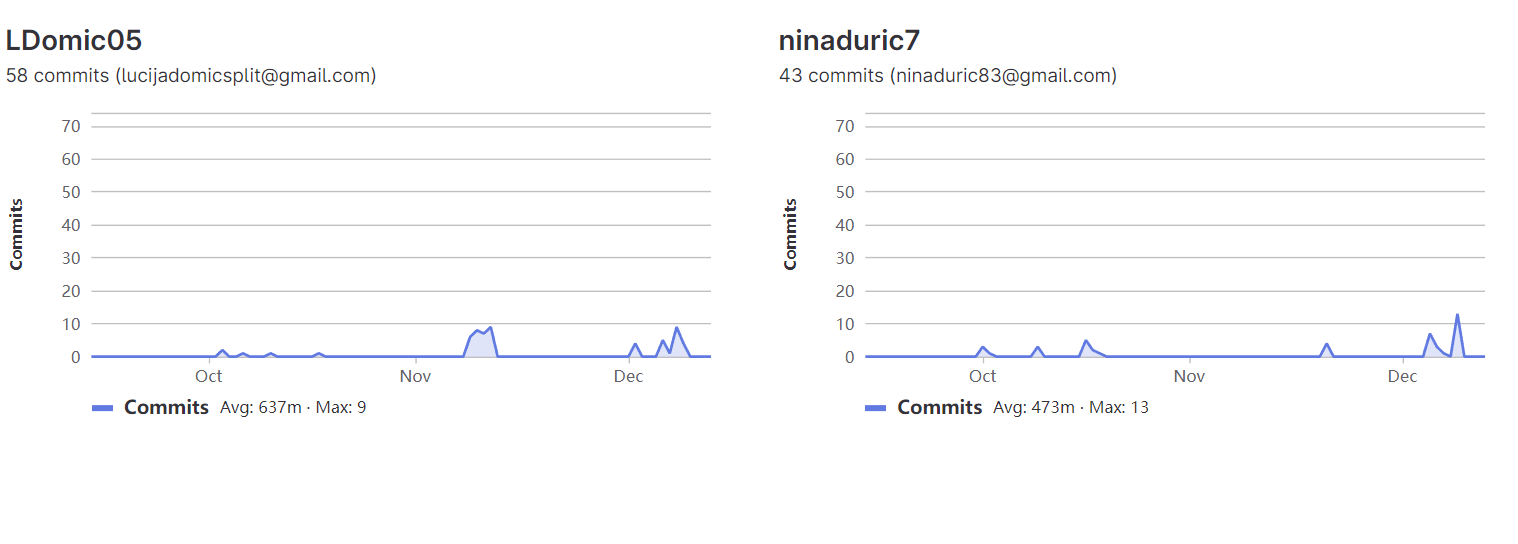 LDomic05
58 commits (lucijadomicsplit@gmail.com)
70
60
50
40
30
20
10
0
Commits
Oct Nov Dec
Commits Avg: 637m · Max: 9
ninaduric7
43 commits (ninaduric83@gmail.com)
70
60
50
40
30
20
10
0
Commits
Oct Nov Dec
Commits Avg: 473m · Max: 13